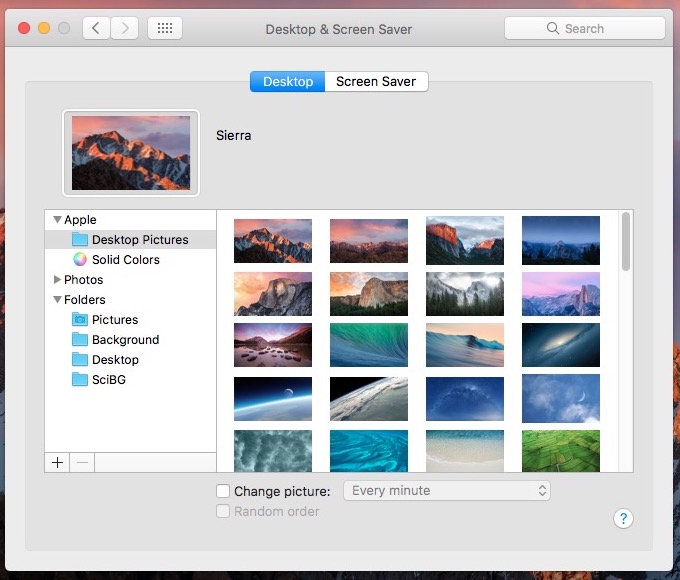 Desktop & Screen Saver
Search
Desktop
Screen Saver
Sierra
Apple
Desktop Pictures
Solid Colors
Photos
Folders
Pictures
Background
Desktop
SciBG
+ −
Change picture: Every minute
Random order
?